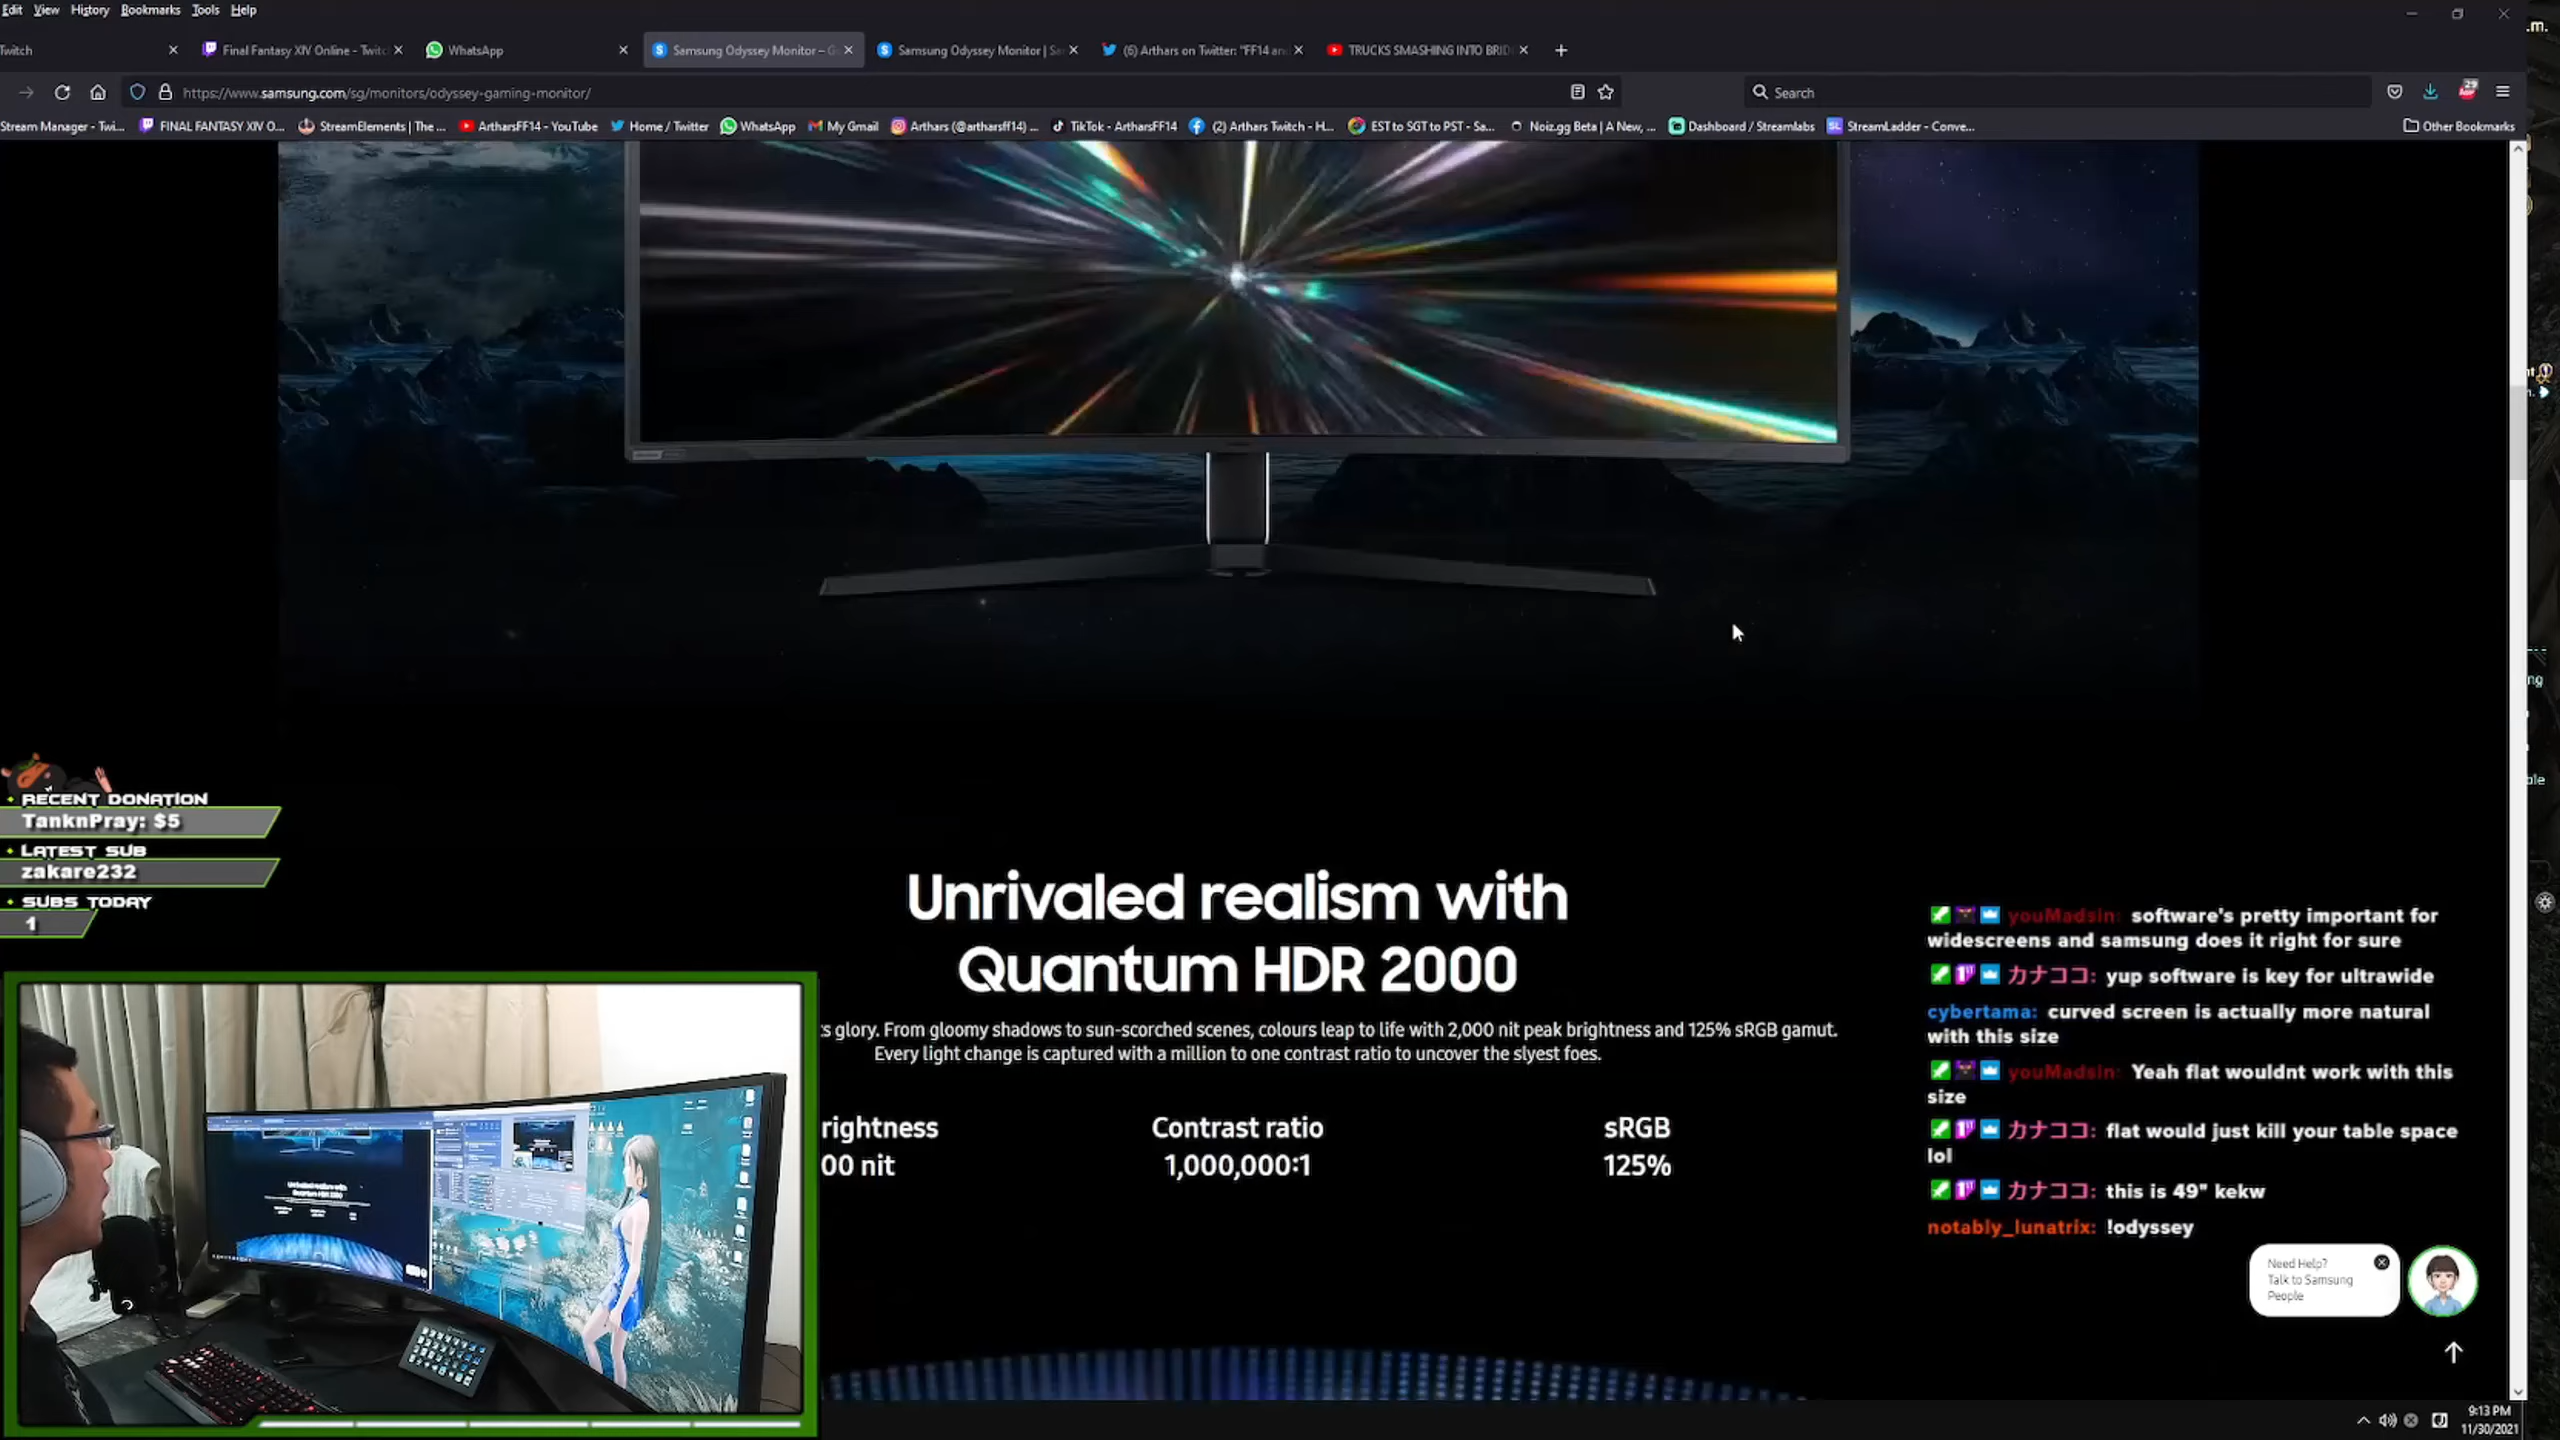 Edit View History Bookmarks Tools Help
Twitch
Final Fantasy XIV Online - Twitc
WhatsApp
Samsung Odyssey Monitor – G
Samsung Odyssey Monitor | Sa
(6) Arthars on Twitter: "FF14 an
TRUCKS SMASHING INTO BRID
https://www.samsung.com/sg/monitors/odyssey-gaming-monitor/
Search
29
Stream Manager - Twi...
FINAL FANTASY XIV O...
StreamElements | The ...
ArtharsFF14 - YouTube
Home / Twitter
WhatsApp
My Gmail
Arthars (@artharsff14) ...
TikTok - ArtharsFF14
(2) Arthars Twitch - H...
EST to SGT to PST - Sa...
Noiz.gg Beta | A New, ...
Dashboard / Streamlabs
StreamLadder - Conve...
Other Bookmarks
RECENT DONATION
TanknPray: $5
LATEST SUB
zakare232
SUBS TODAY
1
Unrivaled realism with
Quantum HDR 2000
s glory. From gloomy shadows to sun-scorched scenes, colours leap to life with 2,000 nit peak brightness and 125% sRGB gamut.
Every light change is captured with a million to one contrast ratio to uncover the slyest foes.
rightness
00 nit
Contrast ratio
1,000,000:1
sRGB
125%
youMadsin: software's pretty important for
widescreens and samsung does it right for sure
カナココ: yup software is key for ultrawide
cybertama: curved screen is actually more natural
with this size
youMadsin: Yeah flat wouldnt work with this
size
カナココ: flat would just kill your table space
lol
カナココ: this is 49" kekw
notably_lunatrix: !odyssey
Need Help?
Talk to Samsung
People
9:13 PM
11/30/2021